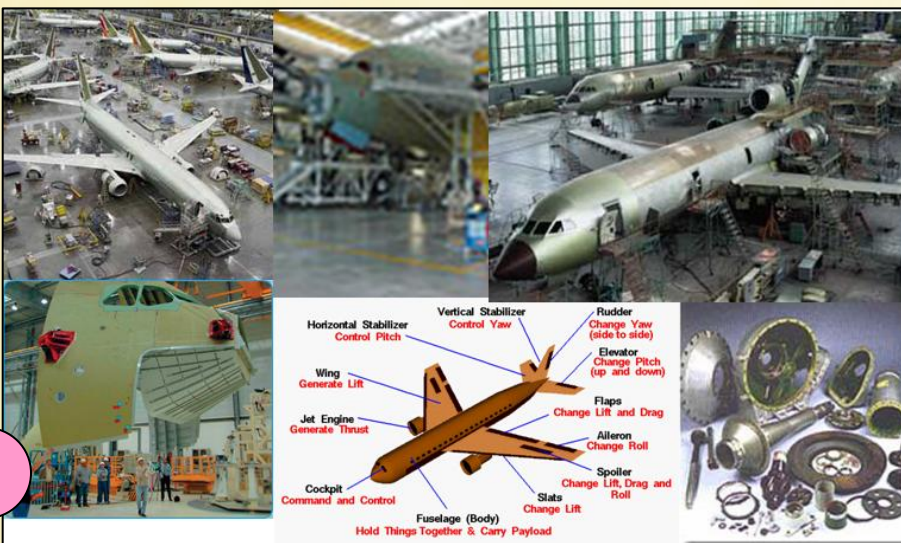 Vertical Stabilizer
Control Yaw
Rudder
Change Yaw
(side to side)
Horizontal Stabilizer
Control Pitch
Elevator
Change Pitch
(up and down)
Wing
Generate Lift
Flaps
Change Lift and Drag
Jet Engine
Generate Thrust
Aileron
Change Roll
Spoiler
Change Lift, Drag and
Roll
Cockpit
Command and Control
Slats
Change Lift
Fuselage (Body)
Hold Things Together & Carry Payload